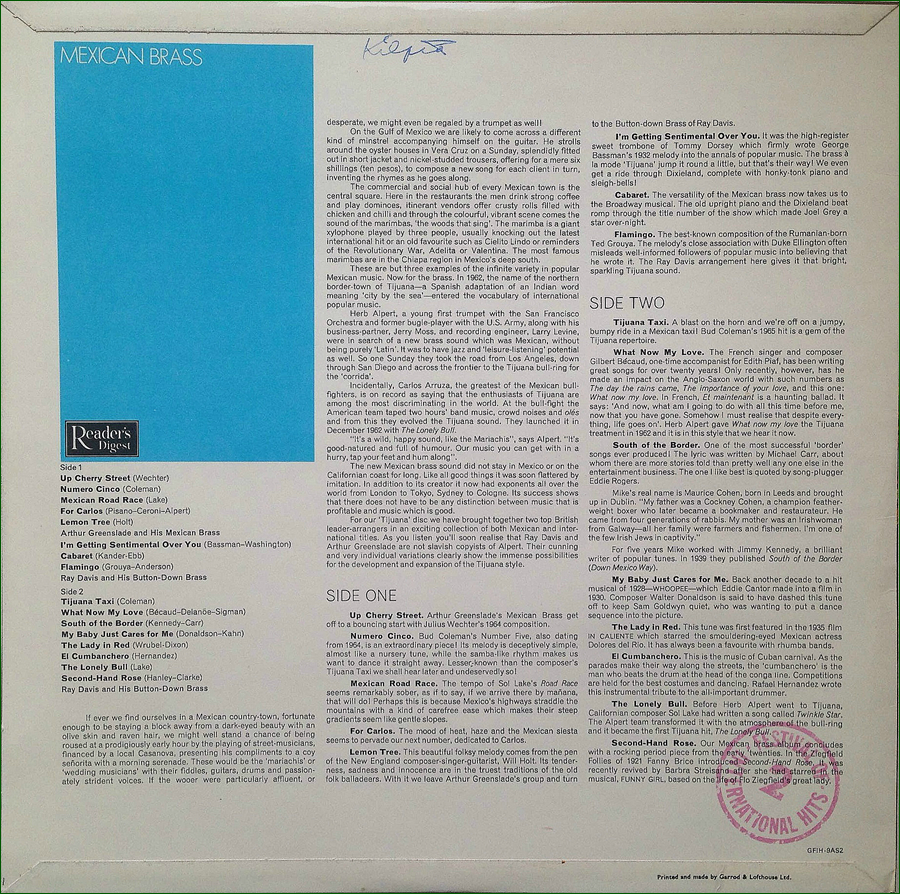 MEXICAN BRASS
Reader's
Digest
Side 1
Up Cherry Street (Wechter)
Numero Cinco (Coleman)
Mexican Road Race (Lake)
For Carlos (Pisano–Ceroni–Alpert)
Lemon Tree (Holt)
Arthur Greenslade and His Mexican Brass
I'm Getting Sentimental Over You (Bassman–Washington)
Cabaret (Kander-Ebb)
Flamingo (Grouya–Anderson)
Ray Davis and His Button-Down Brass
Side 2
Tijuana Taxi (Coleman)
What Now My Love (Bécaud–Delanöe–Sigman)
South of the Border (Kennedy–Carr)
My Baby Just Cares for Me (Donaldson–Kahn)
The Lady in Red (Wrubel-Dixon)
El Cumbanchero (Hernandez)
The Lonely Bull (Lake)
Second-Hand Rose (Hanley–Clarke)
Ray Davis and His Button-Down Brass
If ever we find ourselves in a Mexican country-town, fortunate
enough to be staying a block away from a dark-eyed beauty with an
olive skin and raven hair, we might well stand a chance of being
roused at a prodigiously early hour by the playing of street-musicians,
financed by a local Casanova, presenting his compliments to a coy
señorita with a morning serenade. These would be the 'mariachis' or
'wedding musicians' with their fiddles, guitars, drums and passion-
ately strident voices. If the wooer were particularly affluent, or
desperate, we might even be regaled by a trumpet as well!
On the Gulf of Mexico we are likely to come across a different
kind of minstrel accompanying himself on the guitar. He strolls
around the oyster houses in Vera Cruz on a Sunday, splendidly fitted
out in short jacket and nickel-studded trousers, offering for a mere six
shillings (ten pesos), to compose a new song for each client in turn,
inventing the rhymes as he goes along.
The commercial and social hub of every Mexican town is the
central square. Here in the restaurants the men drink strong coffee
and play dominoes, itinerant vendors offer crusty rolls filled with
chicken and chilli and through the colourful, vibrant scene comes the
sound of the marimbas, 'the woods that sing'. The marimba is a giant
xylophone played by three people, usually knocking out the latest
international hit or an old favourite such as Cielito Lindo or reminders
of the Revolutionary War, Adelita or Valentina. The most famous
marimbas are in the Chiapa region in Mexico's deep south.
These are but three examples of the infinite variety in popular
Mexican music. Now for the brass. In 1962, the name of the northern
border-town of Tijuana—a Spanish adaptation of an Indian word
meaning 'city by the sea'—entered the vocabulary of international
popular music.
Herb Alpert, a young first trumpet with the San Francisco
Orchestra and former bugle-player with the U.S. Army, along with his
business-partner, Jerry Moss, and recording engineer, Larry Levine,
were in search of a new brass sound which was Mexican, without
being purely 'Latin'. It was to have jazz and 'leisure-listening' potential
as well. So one Sunday they took the road from Los Angeles, down
through San Diego and across the frontier to the Tijuana bull-ring for
the 'corrida'.
Incidentally, Carlos Arruza, the greatest of the Mexican bull-
fighters, is on record as saying that the enthusiasts of Tijuana are
among the most discriminating in the world. At the bull-fight the
American team taped two hours' band music, crowd noises and olés
and from this they evolved the Tijuana sound. They launched it in
December 1962 with The Lonely Bull.
"It's a wild, happy sound, like the Mariachis", says Alpert. "It's
good-natured and full of humour. Our music you can get with in a
hurry, tap your feet and hum along".
The new Mexican brass sound did not stay in Mexico or on the
Californian coast for long. Like all good things it was soon flattered by
imitation. In addition to its creator it now had exponents all over the
world from London to Tokyo, Sydney to Cologne. Its success shows
that there does not have to be any distinction between music that is
profitable and music which is good.
For our 'Tijuana' disc we have brought together two top British
leader-arrangers in an exciting collection of both Mexican and inter-
national titles. As you listen you'll soon realise that Ray Davis and
Arthur Greenslade are not slavish copyists of Alpert. Their cunning
and very individual variations clearly show the immense possibilities
for the development and expansion of the Tijuana style.
SIDE ONE
Up Cherry Street. Arthur Greenslade's Mexican Brass get
off to a bouncing start with Julius Wechter's 1964 composition.
Numero Cinco. Bud Coleman's Number Five, also dating
from 1964, is an extraordinary piece! Its melody is deceptively simple,
almost like a nursery tune, while the samba-like rhythm makes us
want to dance it straight away. Lesser-known than the composer's
Tijuana Taxi we shall hear later and undeservedly so!
Mexican Road Race. The tempo of Sol Lake's Road Race
seems remarkably sober, as if to say, if we arrive there by mañana,
that will do! Perhaps this is because Mexico's highways straddle the
mountains with a kind of carefree ease which makes their steep
gradients seem like gentle slopes.
For Carlos. The mood of heat, haze and the Mexican siesta
seems to pervade our next number, dedicated to Carlos.
Lemon Tree. This beautiful folksy melody comes from the pen
of the New England composer-singer-guitarist, Will Holt. Its tender-
ness, sadness and innocence are in the truest traditions of the old
folk balladeers. With it we leave Arthur Greenslade's group and turn
to the Button-down Brass of Ray Davis.
I'm Getting Sentimental Over You. It was the high-register
sweet trombone of Tommy Dorsey which firmly wrote George
Bassman's 1932 melody into the annals of popular music. The brass à
la mode 'Tijuana' jump it round a little, but that's their way! We even
get a ride through Dixieland, complete with honky-tonk piano and
sleigh-bells!
Cabaret. The versatility of the Mexican brass now takes us to
the Broadway musical. The old upright piano and the Dixieland beat
romp through the title number of the show which made Joel Grey a
star over-night.
Flamingo. The best-known composition of the Rumanian-born
Ted Grouya. The melody's close association with Duke Ellington often
misleads well-informed followers of popular music into believing that
he wrote it. The Ray Davis arrangement here gives it that bright,
sparkling Tijuana sound.
SIDE TWO
Tijuana Taxi. A blast on the horn and we're off on a jumpy,
bumpy ride in a Mexican taxi! Bud Coleman's 1965 hit is a gem of the
Tijuana repertoire.
What Now My Love. The French singer and composer
Gilbert Bécaud, one-time accompanist for Edith Piaf, has been writing
great songs for over twenty years! Only recently, however, has he
made an impact on the Anglo-Saxon world with such numbers as
The day the rains came, The importance of your love, and this one:
What now my love. In French, Et maintenant is a haunting ballad. It
says: 'And now, what am I going to do with all this time before me,
now that you have gone. Somehow I must realise that despite every-
thing, life goes on'. Herb Alpert gave What now my love the Tijuana
treatment in 1962 and it is in this style that we hear it now.
South of the Border. One of the most successful 'border'
songs ever produced! The lyric was written by Michael Carr, about
whom there are more stories told than pretty well any one else in the
entertainment business. The one I like best is quoted by song-plugger
Eddie Rogers.
Mike's real name is Maurice Cohen, born in Leeds and brought
up in Dublin. "My father was a Cockney Cohen, a champion feather-
weight boxer who later became a bookmaker and restaurateur. He
came from four generations of rabbis. My mother was an Irishwoman
from Galway—all her family were farmers and fishermen. I'm one of
the few Irish Jews in captivity."
For five years Mike worked with Jimmy Kennedy, a brilliant
writer of popular tunes. In 1939 they published South of the Border
(Down Mexico Way).
My Baby Just Cares for Me. Back another decade to a hit
musical of 1928—WHOOPEE—which Eddie Cantor made into a film in
1930. Composer Walter Donaldson is said to have dashed this tune
off to keep Sam Goldwyn quiet, who was wanting to put a dance
sequence into the picture.
The Lady in Red. This tune was first featured in the 1935 film
IN CALIENTE which starred the smouldering-eyed Mexican actress
Dolores del Rio. It has always been a favourite with rhumba bands.
El Cumbanchero. This is the music of Cuban carnival. As the
parades make their way along the streets, the 'cumbanchero' is the
man who beats the drum at the head of the conga line. Competitions
are held for the best costumes and dancing. Rafael Hernandez wrote
this instrumental tribute to the all-important drummer.
The Lonely Bull. Before Herb Alpert went to Tijuana,
Californian composer Sol Lake had written a song called Twinkle Star.
The Alpert team transformed it with the atmosphere of the bull-ring
and it became the first Tijuana hit, The Lonely Bull.
Second-Hand Rose. Our Mexican brass album concludes
with a rocking period piece from the early twenties. In the Ziegfield
Follies of 1921 Fanny Brice introduced Second-Hand Rose. It was
recently revived by Barbra Streisand after she had starred in the
musical, FUNNY GIRL, based on the life of Flo Ziegfield's great lady.
FESTIVAL
2
INTERNATIONAL HITS
GFIH-9AS2
Printed and made by Garrod & Lofthouse Ltd.